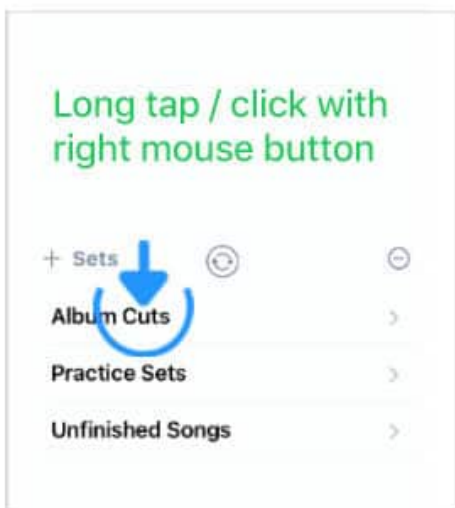 Long tap / click with
right mouse button
+ Sets
Album Cuts
Practice Sets
Unfinished Songs